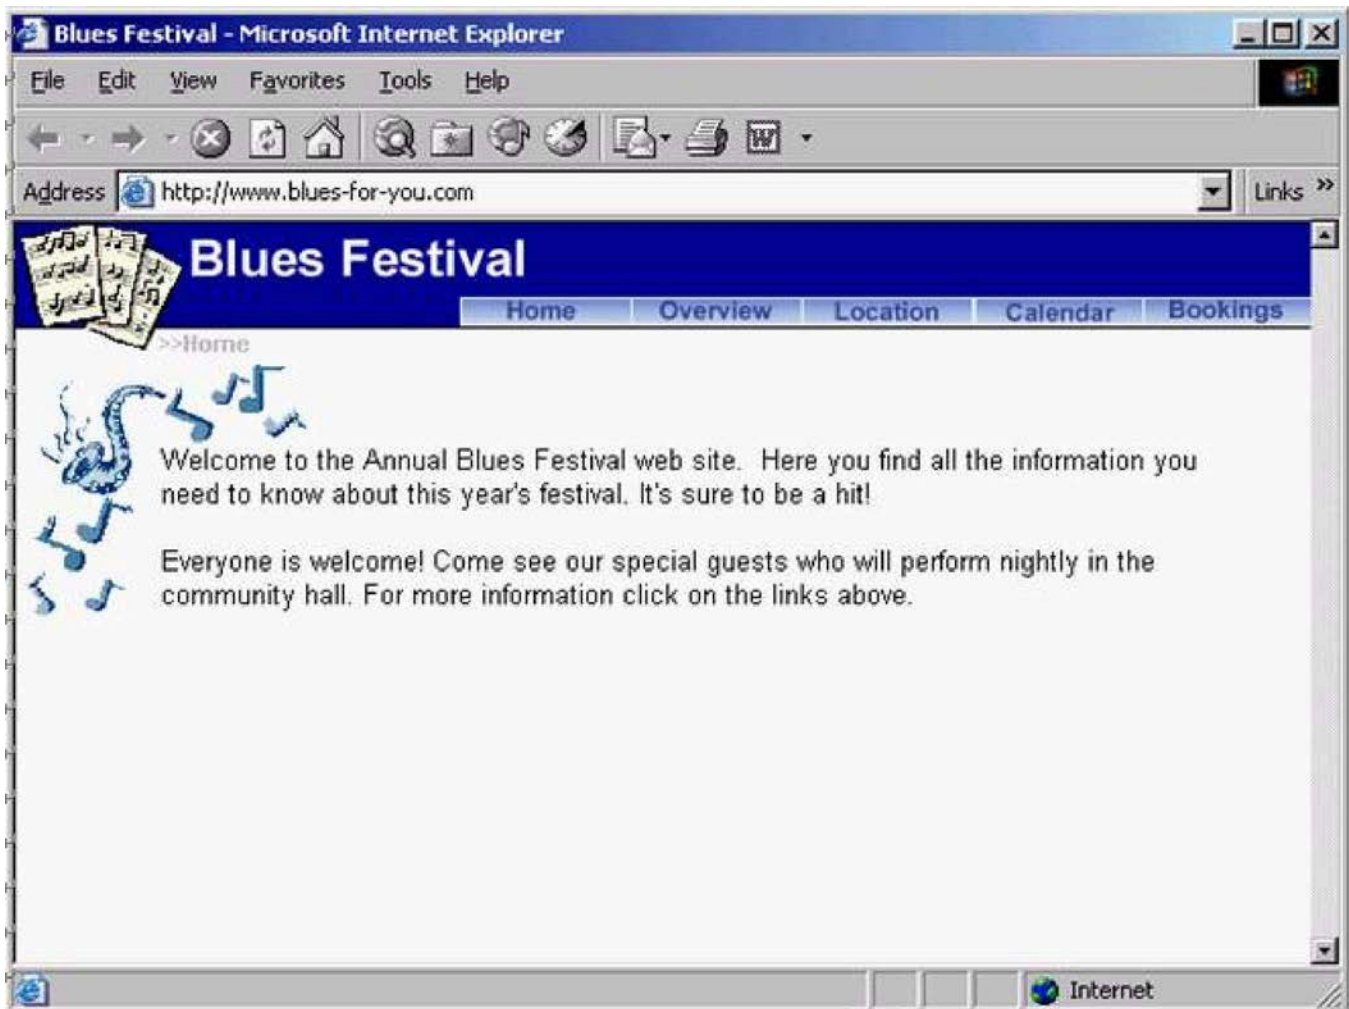 Blues Festival - Microsoft Internet Explorer
File Edit View Favorites Tools Help
W
Address http://www.blues-for-you.com Links »
Blues Festival
Home Overview Location Calendar Bookings
>>Home
Welcome to the Annual Blues Festival web site.  Here you find all the information you
need to know about this year's festival. It's sure to be a hit!
Everyone is welcome! Come see our special guests who will perform nightly in the
community hall. For more information click on the links above.
Internet